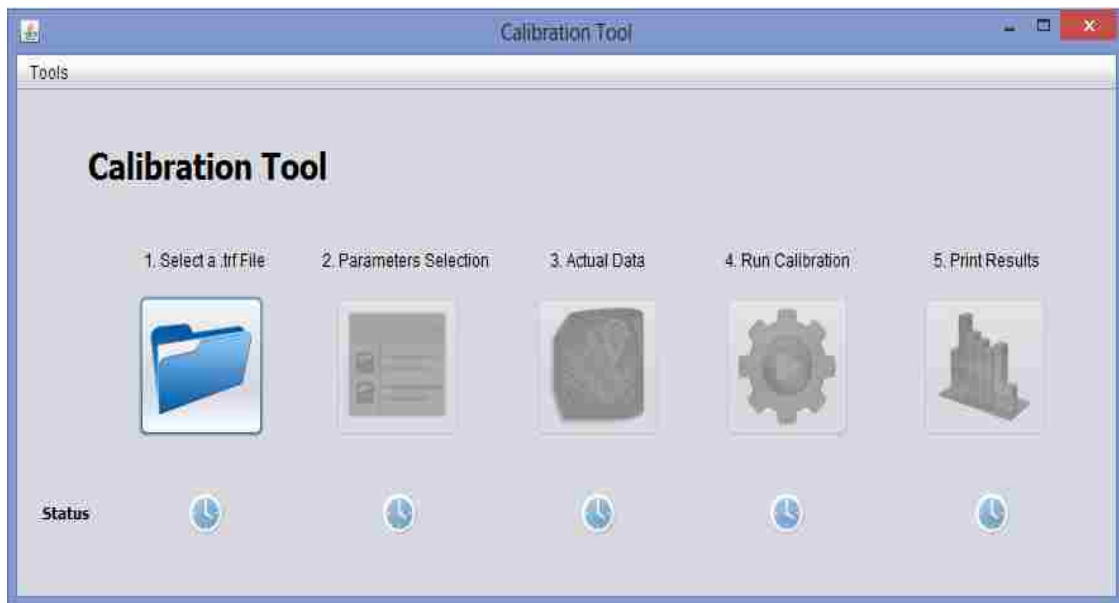 Calibration Tool
Tools
Calibration Tool
1. Select a .trf File
2. Parameters Selection
3. Actual Data
4. Run Calibration
5. Print Results
Status